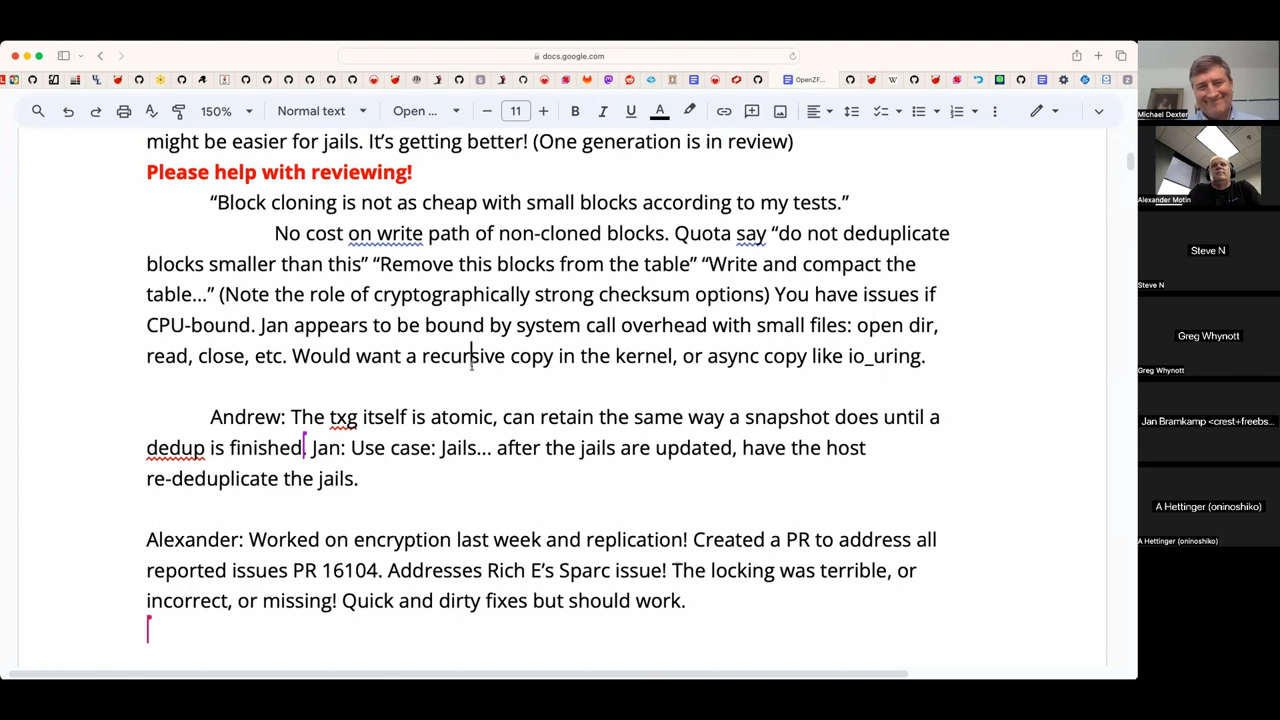 docs.google.com
OpenZF...
150%
Normal text
Open ...
11
might be easier for jails. It’s getting better! (One generation is in review)
Please help with reviewing!
“Block cloning is not as cheap with small blocks according to my tests.”
No cost on write path of non-cloned blocks. Quota say “do not deduplicate
blocks smaller than this” “Remove this blocks from the table” “Write and compact the
table…” (Note the role of cryptographically strong checksum options) You have issues if
CPU-bound. Jan appears to be bound by system call overhead with small files: open dir,
read, close, etc. Would want a recursive copy in the kernel, or async copy like io_uring.
Andrew: The txg itself is atomic, can retain the same way a snapshot does until a
dedup is finished. Jan: Use case: Jails… after the jails are updated, have the host
re-deduplicate the jails.
Alexander: Worked on encryption last week and replication! Created a PR to address all
reported issues PR 16104. Addresses Rich E’s Sparc issue! The locking was terrible, or
incorrect, or missing! Quick and dirty fixes but should work.
Michael Dexter
Alexander Motin
Steve N
Steve N
Greg Whynott
Greg Whynott
Jan Bramkamp <crest+freebs...
A Hettinger (oninoshiko)
A Hettinger (oninoshiko)